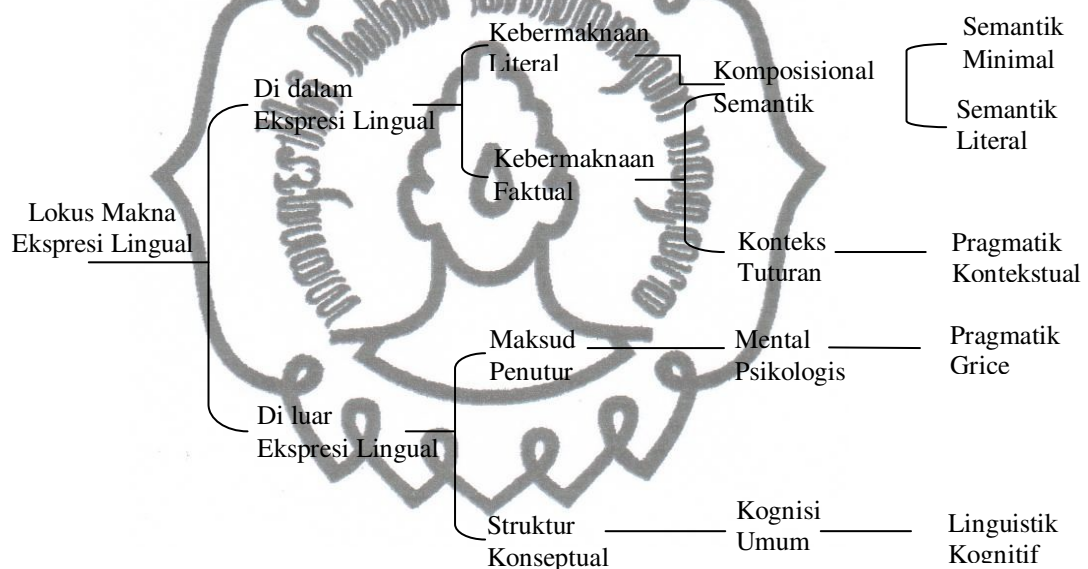 Lokus Makna
Ekspresi Lingual
Di dalam
Ekspresi Lingual
Kebermaknaan
Literal
Kebermaknaan
Faktual
Komposisional
Semantik
Semantik
Minimal
Semantik
Literal
Konteks
Tuturan
Pragmatik
Kontekstual
Di luar
Ekspresi Lingual
Maksud
Penutur
Mental
Psikologis
Pragmatik
Grice
Struktur
Konseptual
Kognisi
Umum
Linguistik
Kognitif